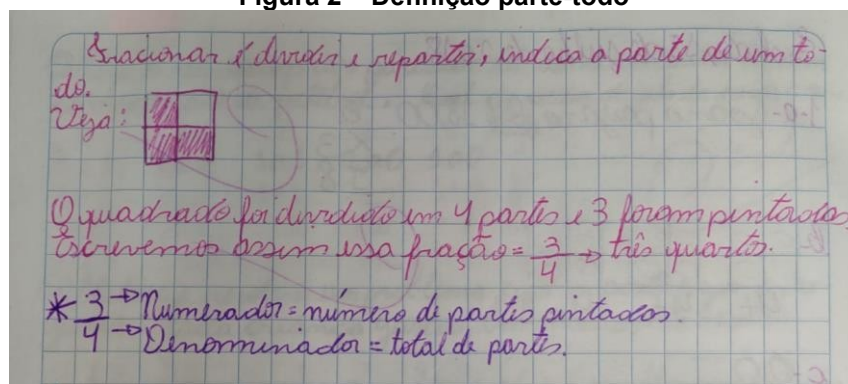 Figura 2 – Definição parte-todo
Fracionar é dividir e repartir, indica a parte de um to-
do.
Veja:
O quadrado foi dividido em 4 partes e 3 foram pintadas.
Escrevemos assim essa fração = 3/4 → três quartos.
* 3 → Numerador = número de partes pintadas.
4 → Denominador = total de partes.